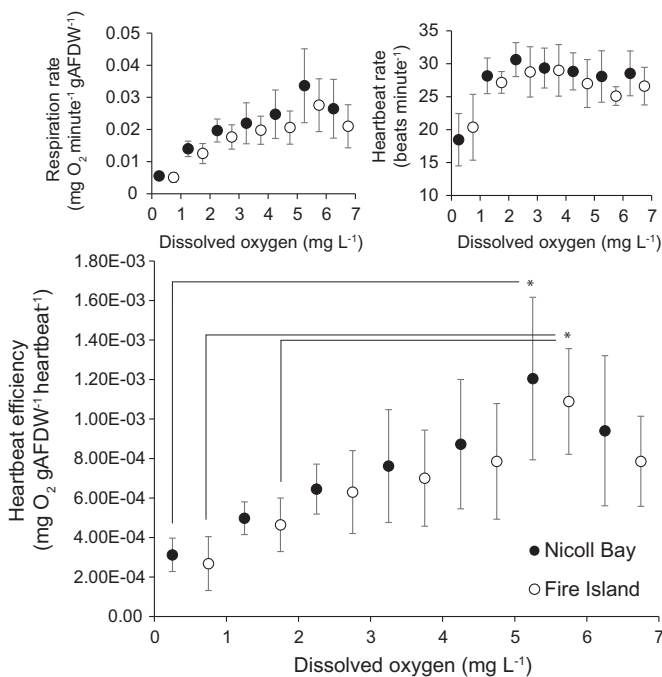 Respiration rate
(mg O₂ minute⁻¹ gAFDW⁻¹)
0.05
0.04
0.03
0.02
0.01
0
0 1 2 3 4 5 6 7
Dissolved oxygen (mg L⁻¹)
Heartbeat rate
(beats minute⁻¹)
35
30
25
20
15
10
0 1 2 3 4 5 6 7
Dissolved oxygen (mg L⁻¹)
Heartbeat efficiency
(mg O₂ gAFDW⁻¹ heartbeat⁻¹)
1.80E-03
1.60E-03
1.40E-03
1.20E-03
1.00E-03
8.00E-04
6.00E-04
4.00E-04
2.00E-04
0.00
*
*
Nicoll Bay
Fire Island
0 1 2 3 4 5 6 7
Dissolved oxygen (mg L⁻¹)